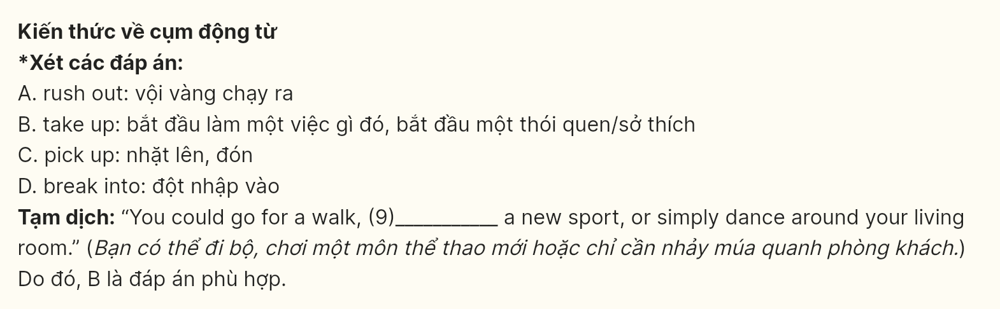 Kiến thức về cụm động từ
*Xét các đáp án:
A. rush out: vội vàng chạy ra
B. take up: bắt đầu làm một việc gì đó, bắt đầu một thói quen/sở thích
C. pick up: nhặt lên, đón
D. break into: đột nhập vào
Tạm dịch: “You could go for a walk, (9)___________ a new sport, or simply dance around your living
room.” (Bạn có thể đi bộ, chơi một môn thể thao mới hoặc chỉ cần nhảy múa quanh phòng khách.)
Do đó, B là đáp án phù hợp.